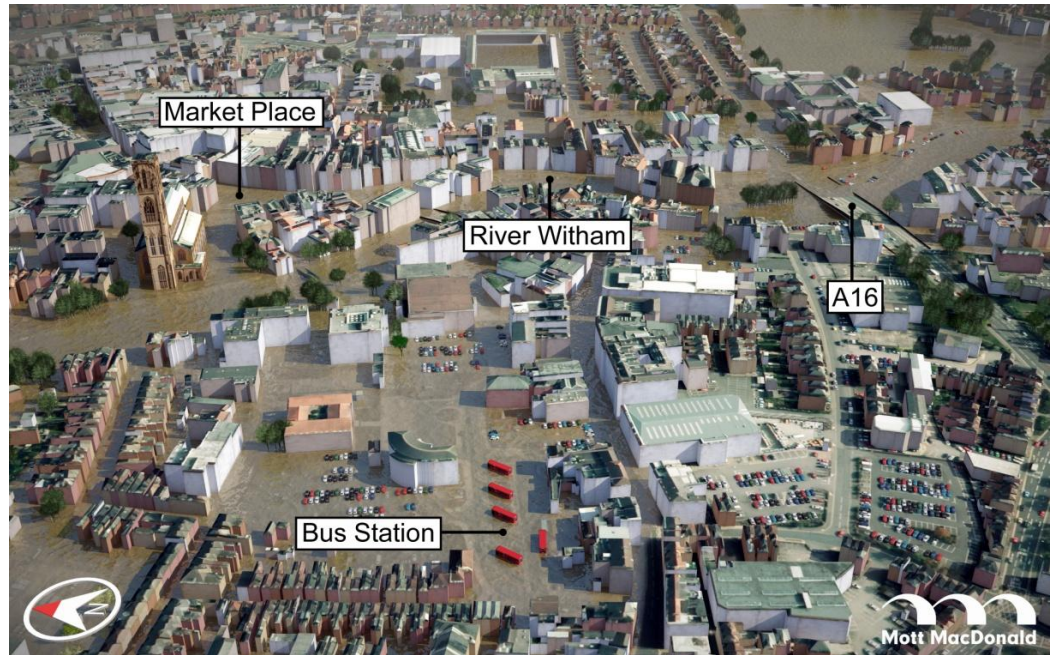 Market Place
River Witham
A16
Bus Station
N
Mott MacDonald